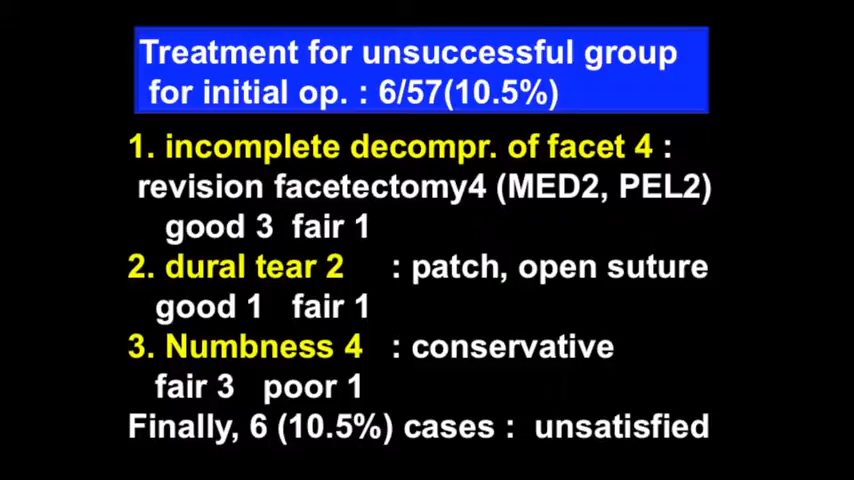 Treatment for unsuccessful group
for initial op. : 6/57(10.5%)
1. incomplete decompr. of facet 4 :
revision facetectomy4 (MED2, PEL2)
good 3 fair 1
2. dural tear 2 : patch, open suture
good 1 fair 1
3. Numbness 4 : conservative
fair 3 poor 1
Finally, 6 (10.5%) cases : unsatisfied